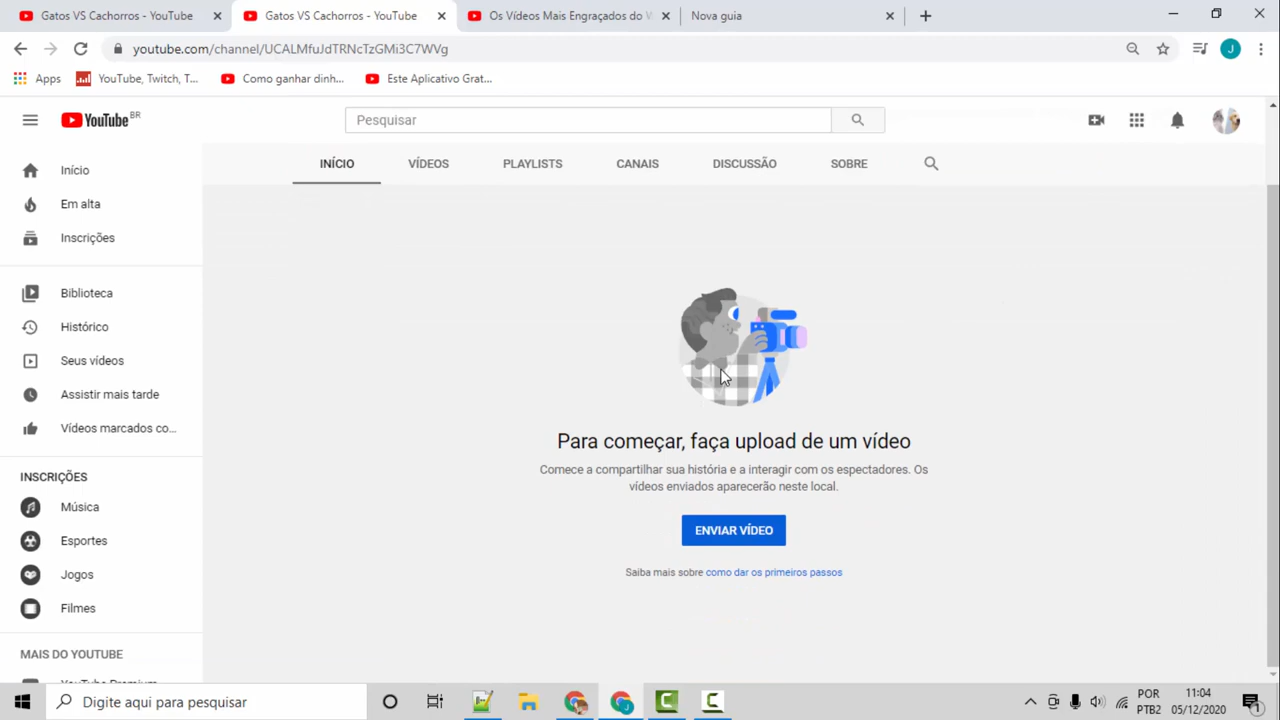 Gatos VS Cachorros - YouTube
Gatos VS Cachorros - YouTube
Os Vídeos Mais Engraçados do
Nova guia
youtube.com/channel/UCALMfuJdTRNcTzGMi3C7WVg
Apps
YouTube, Twitch, T...
Como ganhar dinh...
Este Aplicativo Grat...
YouTube BR
Pesquisar
INÍCIO
VÍDEOS
PLAYLISTS
CANAIS
DISCUSSÃO
SOBRE
Início
Em alta
Inscrições
Biblioteca
Histórico
Seus vídeos
Assistir mais tarde
Vídeos marcados co...
INSCRIÇÕES
Música
Esportes
Jogos
Filmes
MAIS DO YOUTUBE
YouTube Premium
Para começar, faça upload de um vídeo
Comece a compartilhar sua história e a interagir com os espectadores. Os
vídeos enviados aparecerão neste local.
ENVIAR VÍDEO
Saiba mais sobre como dar os primeiros passos
Digite aqui para pesquisar
POR
PTB2
11:04
05/12/2020
J
J
1